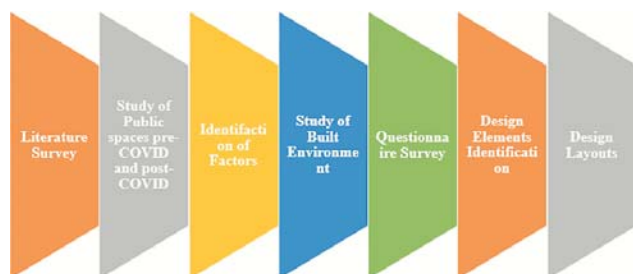 Literature
Survey
Study of
Public
spaces pre-
COVID
and post-
COVID
Identifacti
on of
Factors
Study of
Built
Environme
nt
Questionna
ire Survey
Design
Elements
Identificati
on
Design
Layouts